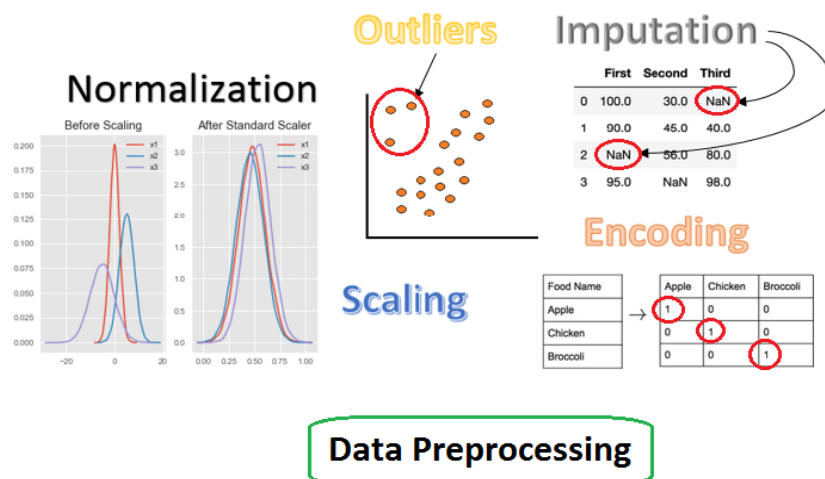 Outliers
Imputation
Normalization
First Second Third
0 100.0 30.0 NaN
1 90.0 45.0 40.0
2 NaN 56.0 80.0
3 95.0 NaN 98.0
Before Scaling
x1
x2
x3
0.200
0.175
0.150
0.125
0.100
0.075
0.050
0.025
0.000
−20 0 20
After Standard Scaler
x1
x2
x3
3.0
2.5
2.0
1.5
1.0
0.5
0.0
0.00 0.25 0.50 0.75 1.00
Scaling
Encoding
Food Name
Apple
Chicken
Broccoli
Apple Chicken Broccoli
1 0 0
0 1 0
0 0 1
Data Preprocessing